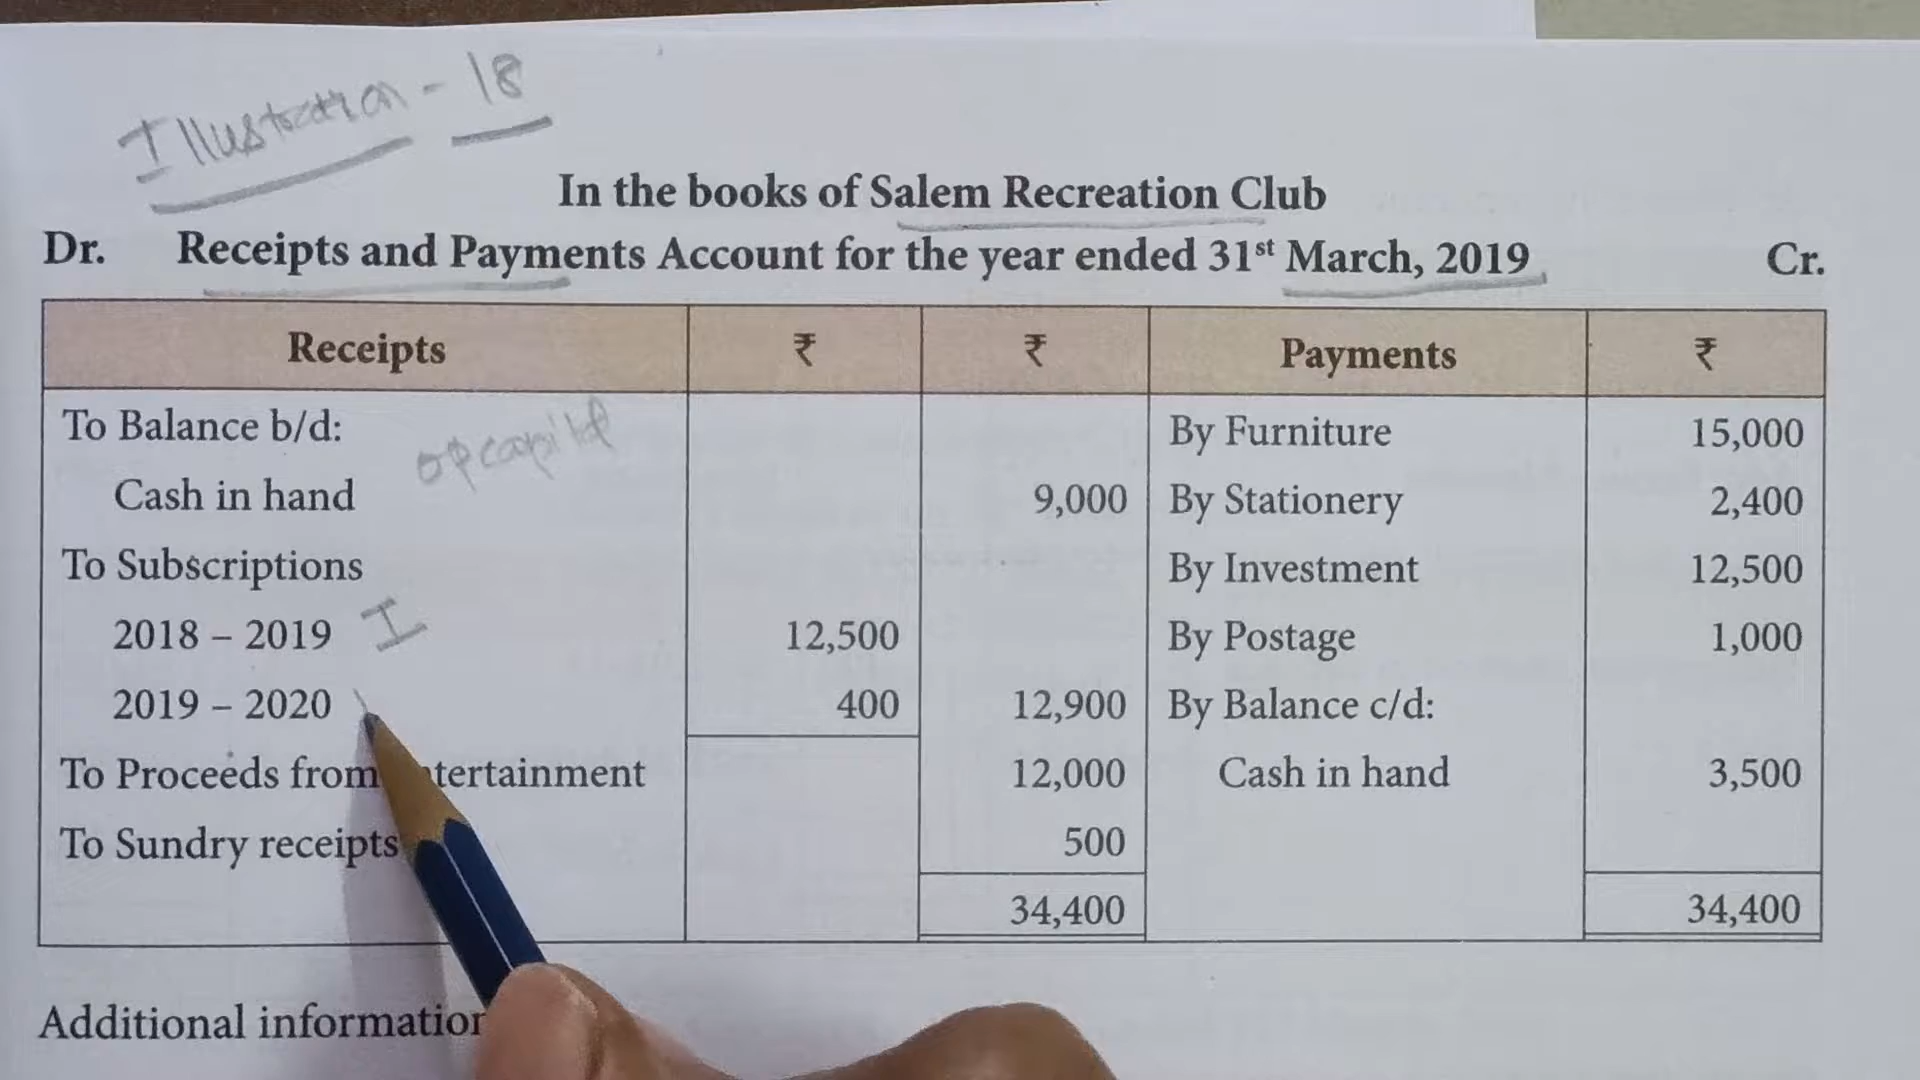 Illustration - 18
In the books of Salem Recreation Club
Dr. Receipts and Payments Account for the year ended 31st March, 2019 Cr.
Receipts ₹ ₹ Payments ₹
To Balance b/d: By Furniture 15,000
op capital
Cash in hand 9,000 By Stationery 2,400
To Subscriptions By Investment 12,500
2018 – 2019 I 12,500 By Postage 1,000
2019 – 2020 400 12,900 By Balance c/d:
To Proceeds from 12,000 Cash in hand 3,500
To Sundry receipts 500
34,400 34,400
Additional